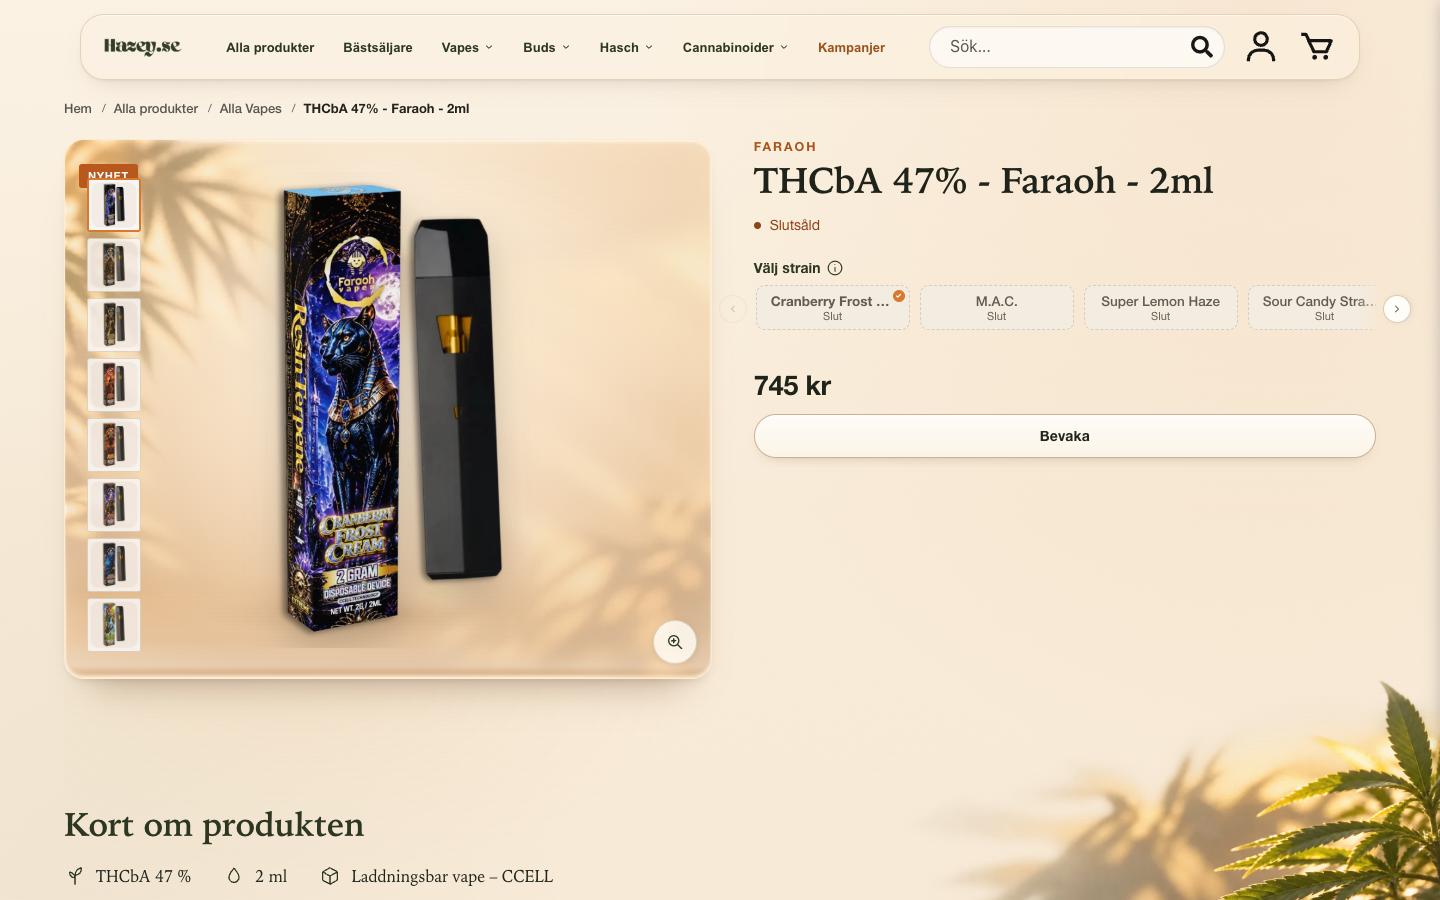 Hazey.se
Alla produkter
Bästsäljare
Vapes
Buds
Hasch
Cannabinoider
Kampanjer
Sök...
Hem / Alla produkter / Alla Vapes / THCbA 47% - Faraoh - 2ml
NYHET
Faraoh
vapes
Resin Terpene
CRANBERRY
FROST
CREAM
2 GRAM
DISPOSABLE DEVICE
CCELL TECHNOLOGY
NET WT. 2G / 2ML
FARAOH
THCbA 47% - Faraoh - 2ml
Slutsåld
Välj strain
Cranberry Frost ...
Slut
M.A.C.
Slut
Super Lemon Haze
Slut
Sour Candy Stra...
Slut
745 kr
Bevaka
Kort om produkten
THCbA 47 %
2 ml
Laddningsbar vape – CCELL